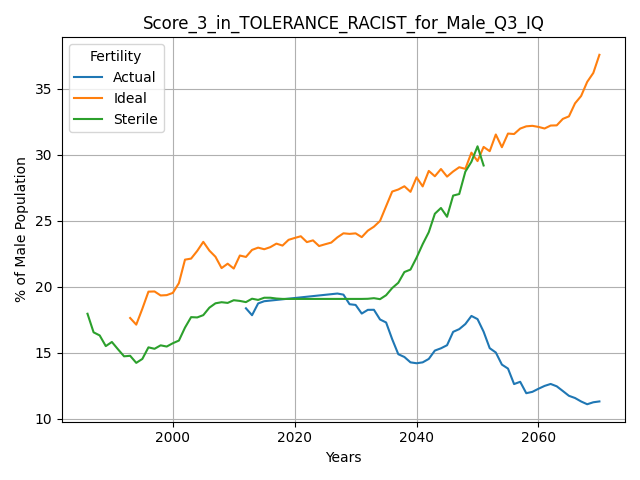 Score_3_in_TOLERANCE_RACIST_for_Male_Q3_IQ
Fertility
Actual
Ideal
Sterile
% of Male Population
35
30
25
20
15
10
2000
2020
2040
2060
Years